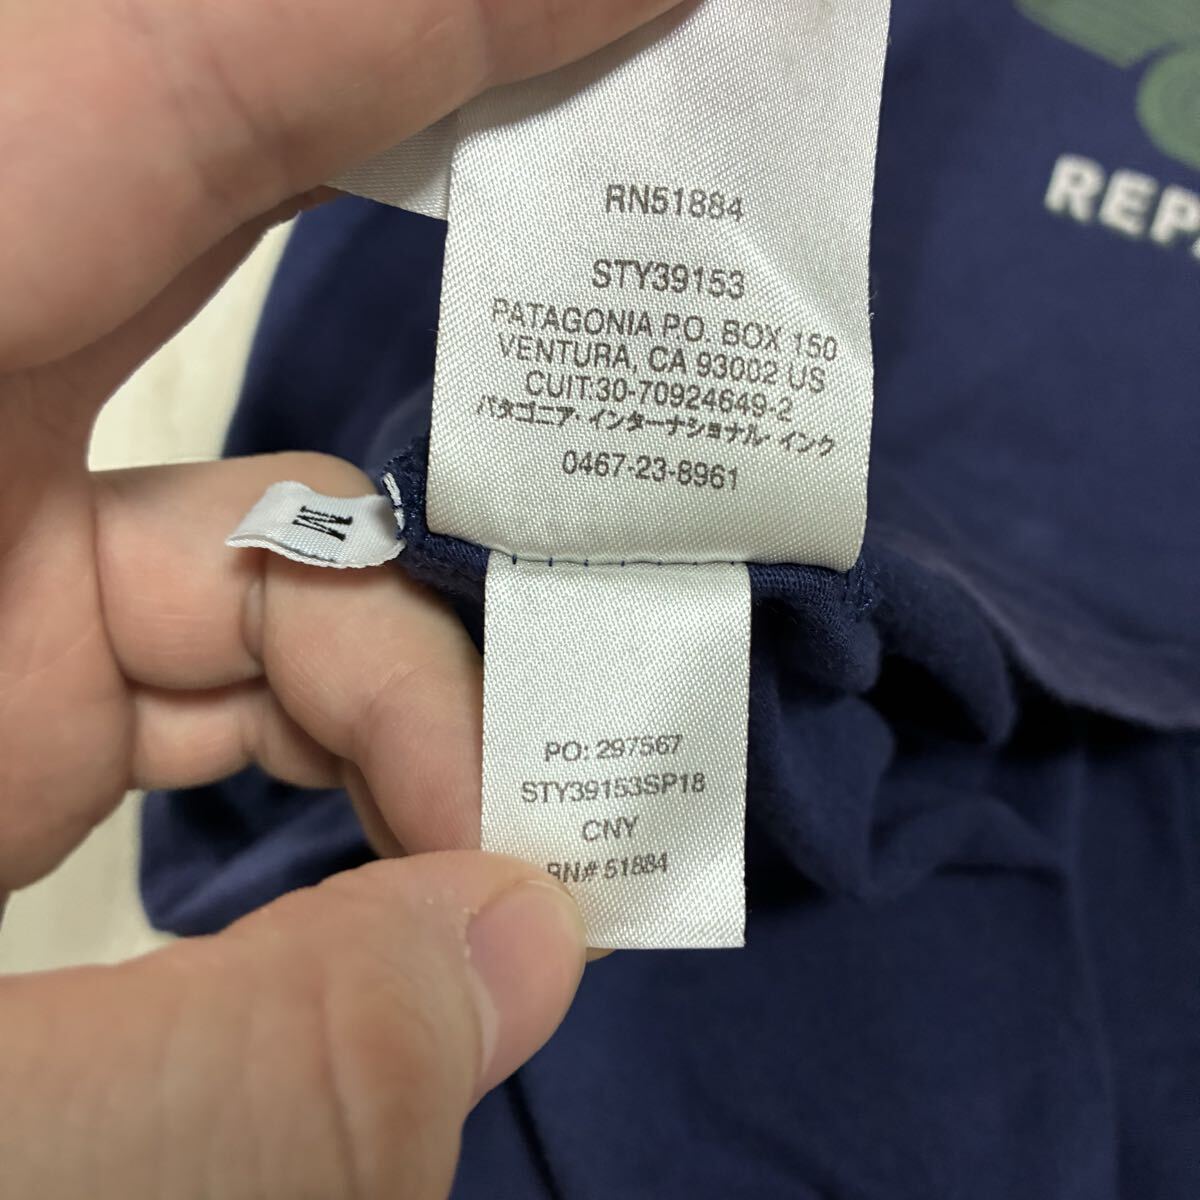 REP
RN51884
STY39153
PATAGONIA P.O. BOX 150
VENTURA, CA 93002 US
CUIT:30-70924649-2
パタゴニア・インターナショナル インク
0467-23-8961
M
PO: 297567
STY39153SP18
CNY
RN# 51884